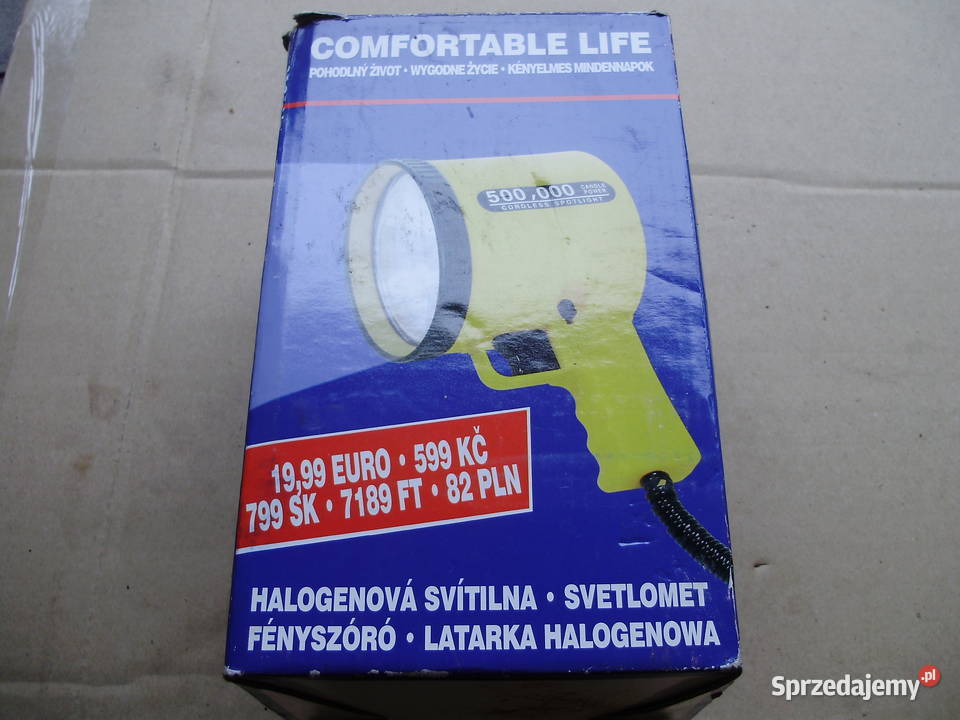 COMFORTABLE LIFE
POHODLNÝ ŽIVOT • WYGODNE ŻYCIE • KÉNYELMES MINDENNAPOK
500,000 CANDLE POWER
CORDLESS SPOTLIGHT
19,99 EURO • 599 KČ
799 SK • 7189 FT • 82 PLN
HALOGENOVÁ SVÍTILNA • SVETLOMET
FÉNYSZÓRÓ • LATARKA HALOGENOWA
Sprzedajemy.pl